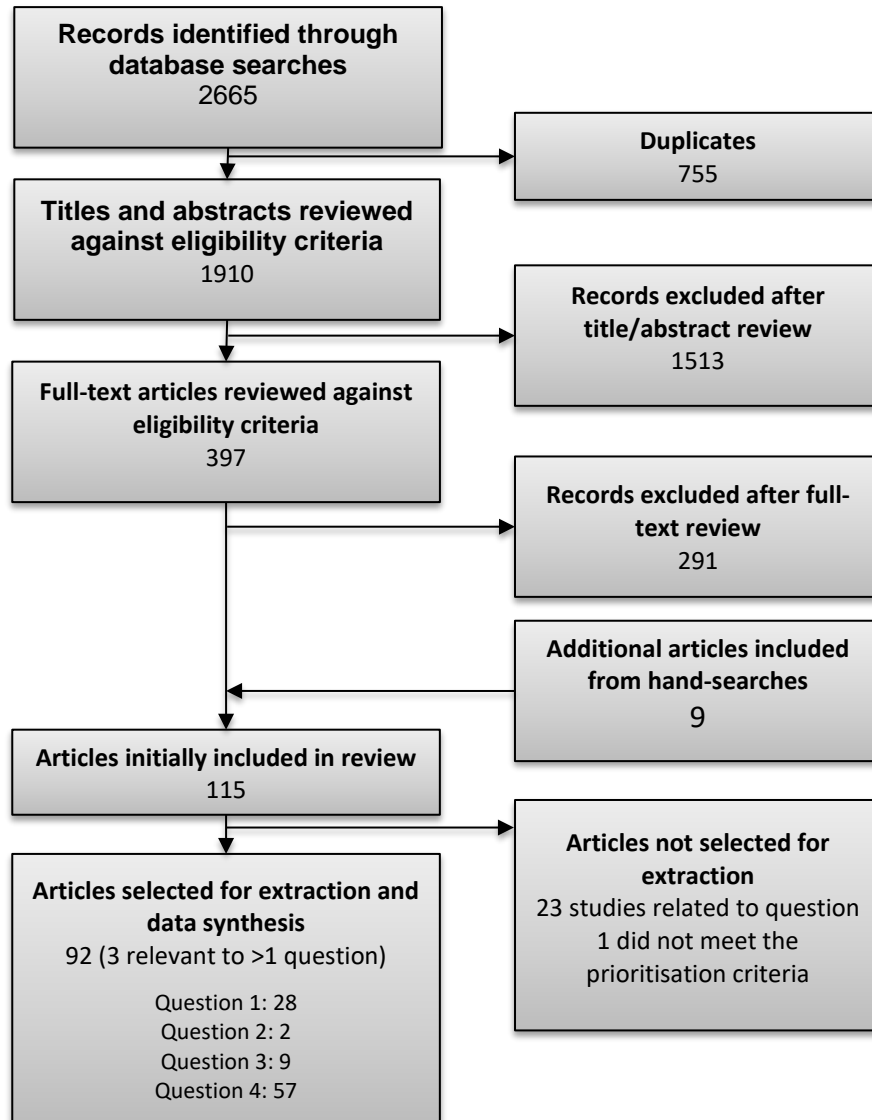 Records identified through
database searches
2665
Duplicates
755
Titles and abstracts reviewed
against eligibility criteria
1910
Records excluded after
title/abstract review
1513
Full-text articles reviewed against
eligibility criteria
397
Records excluded after full-
text review
291
Additional articles included
from hand-searches
9
Articles initially included in review
115
Articles not selected for
extraction
23 studies related to question
1 did not meet the
prioritisation criteria
Articles selected for extraction and
data synthesis
92 (3 relevant to >1 question)
Question 1: 28
Question 2: 2
Question 3: 9
Question 4: 57